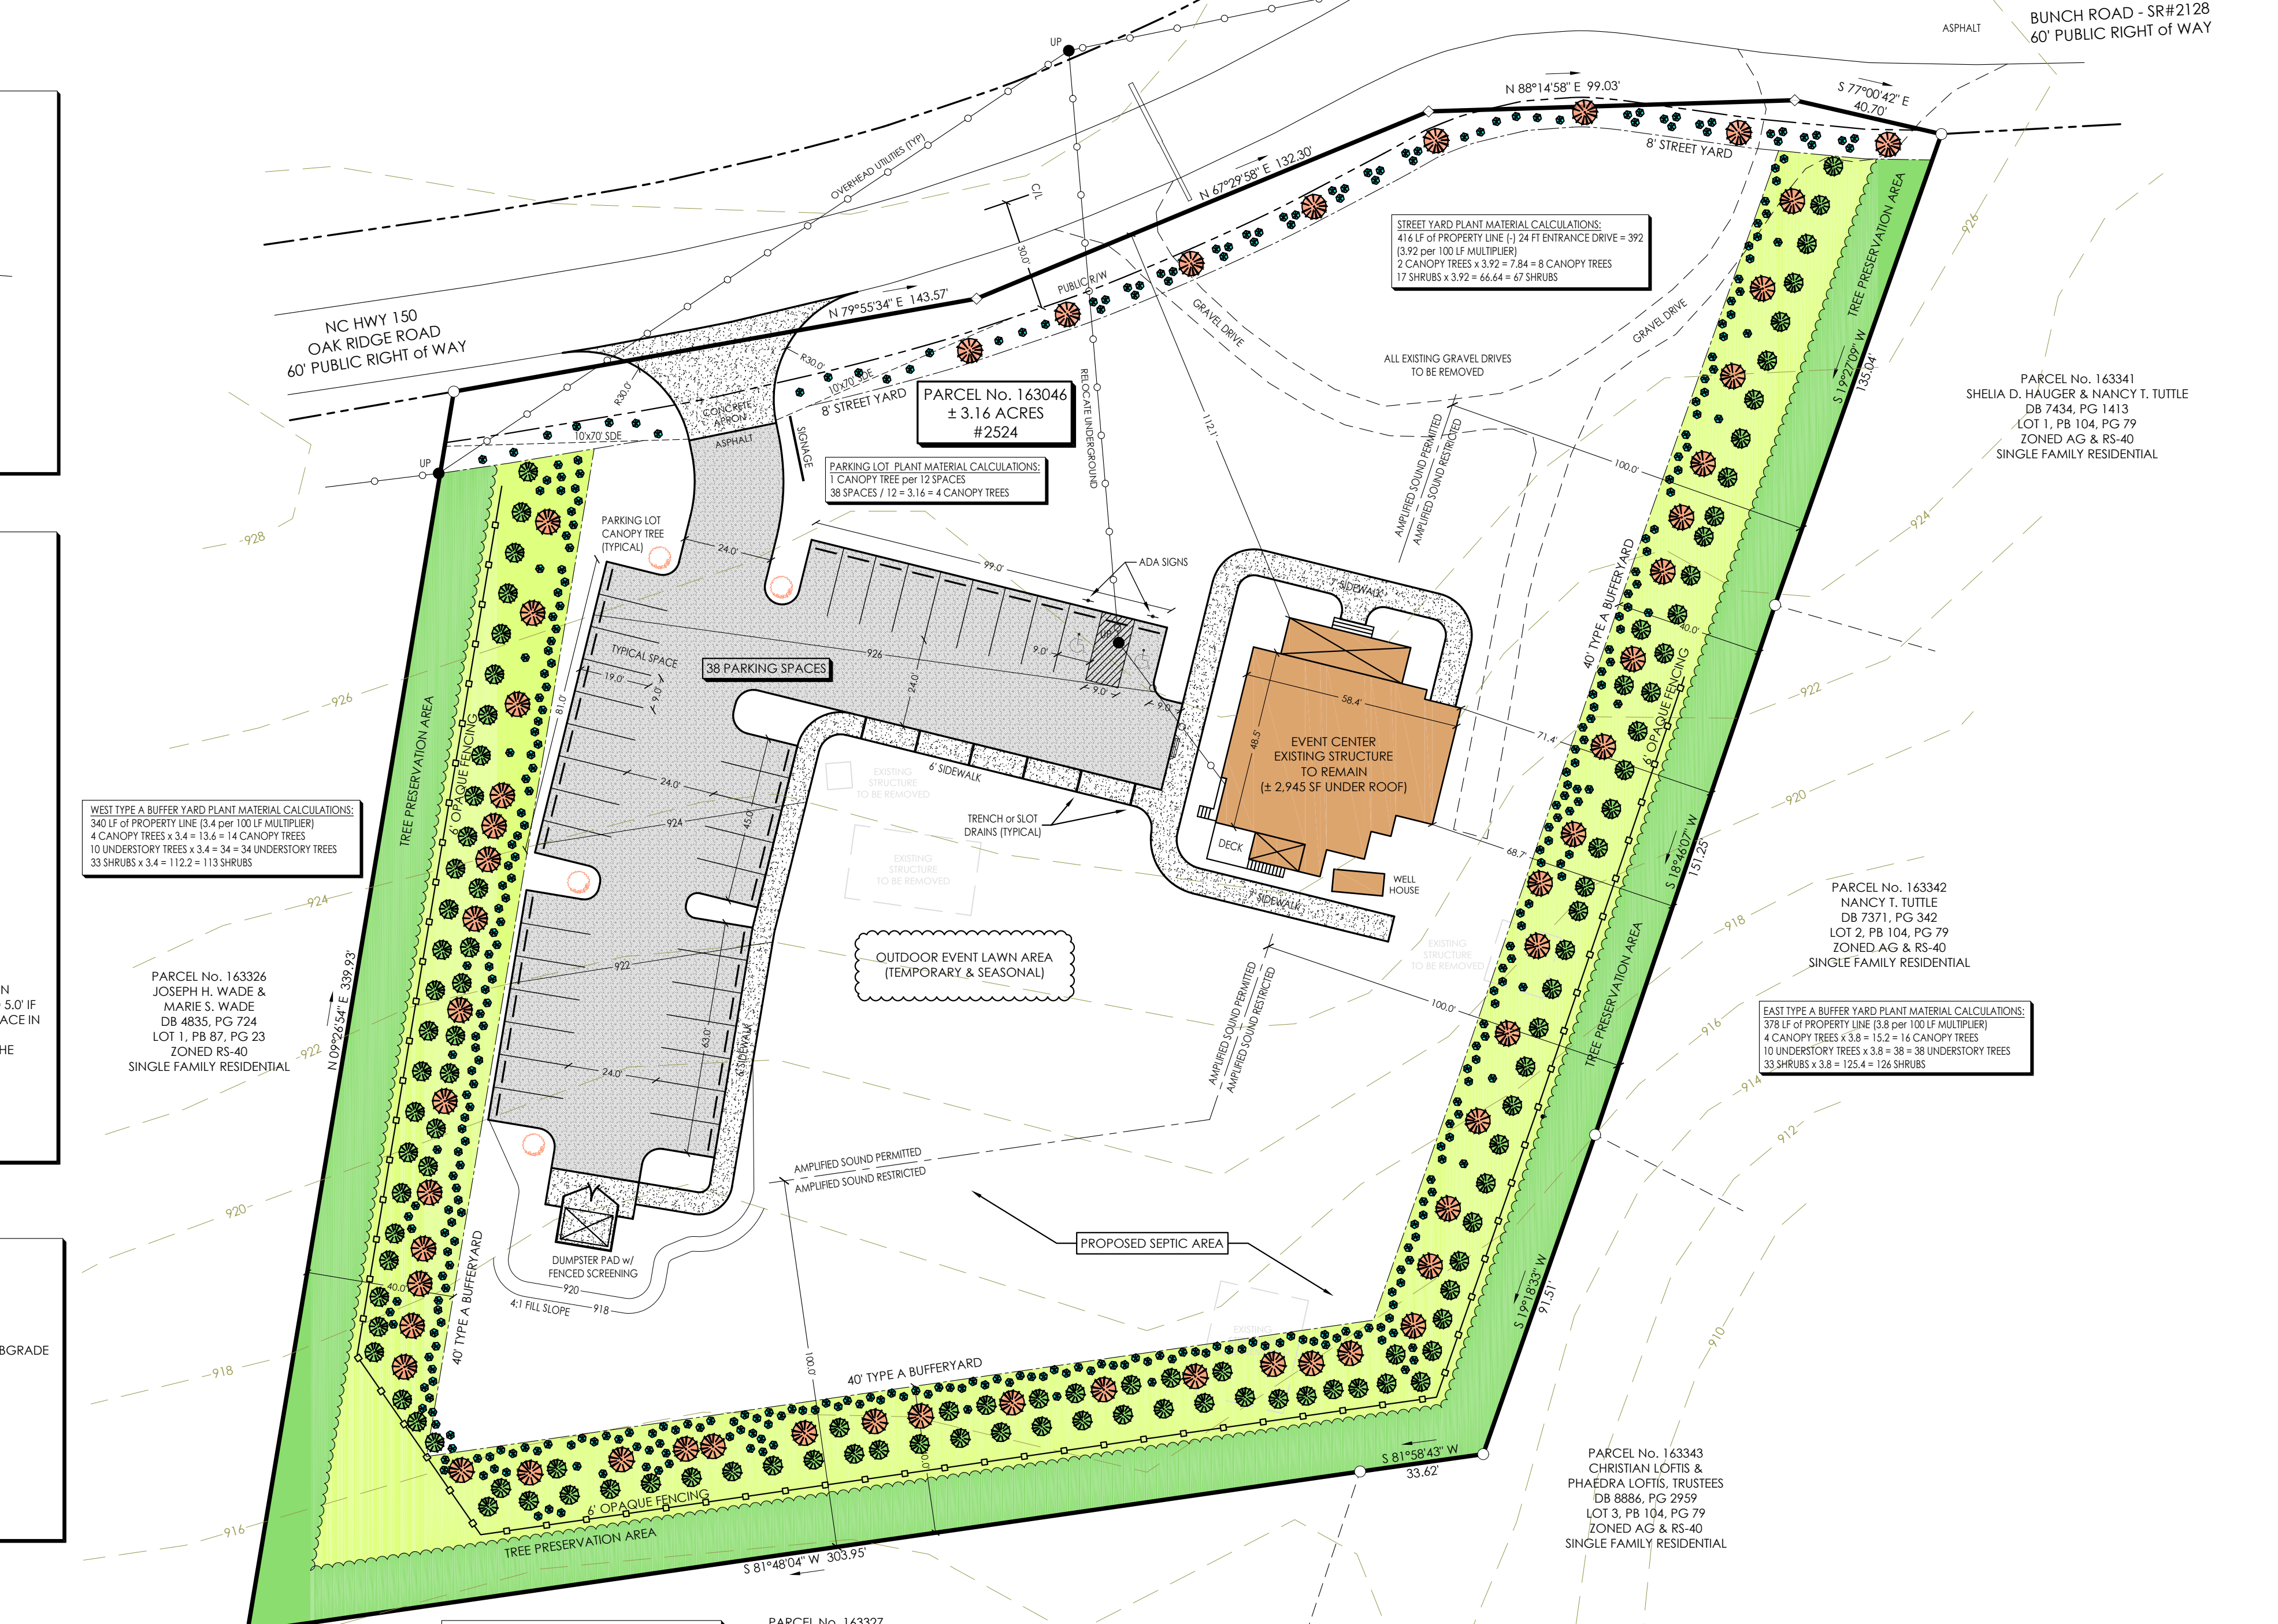 BUNCH ROAD - SR#2128
60' PUBLIC RIGHT of WAY
ASPHALT
UP
N 88°14'58" E 99.03'
S 77°00'42" E
40.70'
8' STREET YARD
OVERHEAD UTILITIES (TYP)
C/L
30.0'
N 67°29'58" E 132.30'
PUBLIC R/W
STREET YARD PLANT MATERIAL CALCULATIONS:
416 LF of PROPERTY LINE (-) 24 FT ENTRANCE DRIVE = 392
(3.92 per 100 LF MULTIPLIER)
2 CANOPY TREES x 3.92 = 7.84 = 8 CANOPY TREES
17 SHRUBS x 3.92 = 66.64 = 67 SHRUBS
TREE PRESERVATION AREA
926
NC HWY 150
OAK RIDGE ROAD
60' PUBLIC RIGHT of WAY
N 79°55'34" E 143.57'
GRAVEL DRIVE
GRAVEL DRIVE
ALL EXISTING GRAVEL DRIVES
TO BE REMOVED
S 19°27'09" W
135.04'
PARCEL No. 163341
SHELIA D. HAUGER & NANCY T. TUTTLE
DB 7434, PG 1413
LOT 1, PB 104, PG 79
ZONED AG & RS-40
SINGLE FAMILY RESIDENTIAL
R30.0'
R30.0'
10'x70' SDE
8' STREET YARD
CONCRETE
APRON
ASPHALT
10'x70' SDE
SIGNAGE
PARCEL No. 163046
± 3.16 ACRES
#2524
RELOCATE UNDERGROUND
112.1'
AMPLIFIED SOUND PERMITTED
AMPLIFIED SOUND RESTRICTED
100.0'
UP
PARKING LOT PLANT MATERIAL CALCULATIONS:
1 CANOPY TREE per 12 SPACES
38 SPACES / 12 = 3.16 = 4 CANOPY TREES
928
924
PARKING LOT
CANOPY TREE
(TYPICAL)
24.0'
99.0'
ADA SIGNS
7' SIDEWALK
40' TYPE A BUFFERYARD
40.0'
6' OPAQUE FENCING
TYPICAL SPACE
19.0'
9.0'
38 PARKING SPACES
926
24.0'
9.0'
UP
9.0'
9.0'
58.4'
48.5'
EVENT CENTER
EXISTING STRUCTURE
TO REMAIN
(± 2,945 SF UNDER ROOF)
71.4'
922
926
81.0'
TREE PRESERVATION AREA
6' OPAQUE FENCING
24.0'
45.0'
924
EXISTING
STRUCTURE
TO BE REMOVED
6' SIDEWALK
TRENCH or SLOT
DRAINS (TYPICAL)
DECK
68.7'
WELL
HOUSE
7' SIDEWALK
920
S 18°46'07" W
151.25'
WEST TYPE A BUFFER YARD PLANT MATERIAL CALCULATIONS:
340 LF of PROPERTY LINE (3.4 per 100 LF MULTIPLIER)
4 CANOPY TREES x 3.4 = 13.6 = 14 CANOPY TREES
10 UNDERSTORY TREES x 3.4 = 34 = 34 UNDERSTORY TREES
33 SHRUBS x 3.4 = 112.2 = 113 SHRUBS
EXISTING
STRUCTURE
TO BE REMOVED
924
PARCEL No. 163342
NANCY T. TUTTLE
DB 7371, PG 342
LOT 2, PB 104, PG 79
ZONED AG & RS-40
SINGLE FAMILY RESIDENTIAL
918
922
OUTDOOR EVENT LAWN AREA
(TEMPORARY & SEASONAL)
EXISTING
STRUCTURE
TO BE REMOVED
AMPLIFIED SOUND PERMITTED
AMPLIFIED SOUND RESTRICTED
100.0'
TREE PRESERVATION AREA
N
5.0' IF
ACE IN
HE
PARCEL No. 163326
JOSEPH H. WADE &
MARIE S. WADE
DB 4835, PG 724
LOT 1, PB 87, PG 23
ZONED RS-40
SINGLE FAMILY RESIDENTIAL
922
N 09°26'54" E 339.93'
63.0'
6' SIDEWALK
24.0'
916
EAST TYPE A BUFFER YARD PLANT MATERIAL CALCULATIONS:
378 LF of PROPERTY LINE (3.8 per 100 LF MULTIPLIER)
4 CANOPY TREES x 3.8 = 15.2 = 16 CANOPY TREES
10 UNDERSTORY TREES x 3.8 = 38 = 38 UNDERSTORY TREES
33 SHRUBS x 3.8 = 125.4 = 126 SHRUBS
914
912
AMPLIFIED SOUND PERMITTED
AMPLIFIED SOUND RESTRICTED
920
PROPOSED SEPTIC AREA
DUMPSTER PAD w/
FENCED SCREENING
920
918
4:1 FILL SLOPE
40.0'
40' TYPE A BUFFERYARD
S 19°18'33" W
91.51'
EXISTING
910
BGRADE
918
100.0'
40' TYPE A BUFFERYARD
S 81°58'43" W
33.62'
PARCEL No. 163343
CHRISTIAN LOFTIS &
PHAEDRA LOFTIS, TRUSTEES
DB 8886, PG 2959
LOT 3, PB 104, PG 79
ZONED AG & RS-40
SINGLE FAMILY RESIDENTIAL
6' OPAQUE FENCING
916
TREE PRESERVATION AREA
S 81°48'04" W 303.95'
PARCEL No. 163327